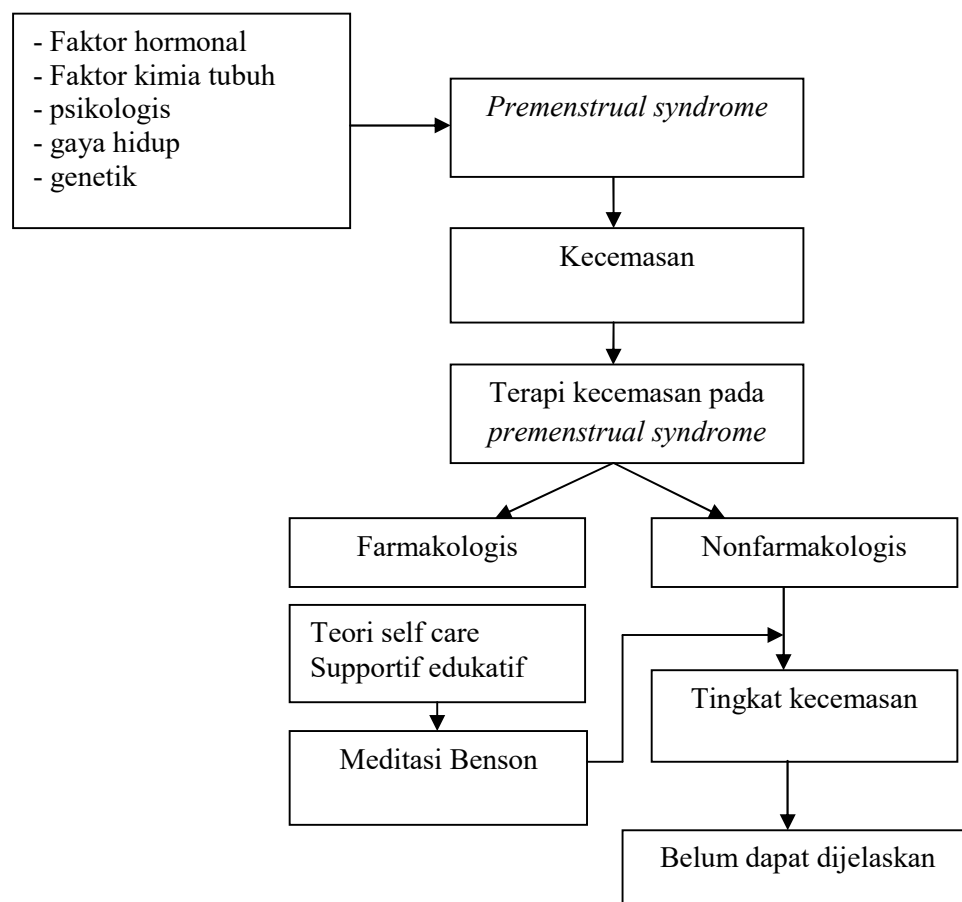 - Faktor hormonal
- Faktor kimia tubuh
- psikologis
- gaya hidup
- genetik
Premenstrual syndrome
Kecemasan
Terapi kecemasan pada
premenstrual syndrome
Farmakologis
Nonfarmakologis
Teori self care
Supportif edukatif
Meditasi Benson
Tingkat kecemasan
Belum dapat dijelaskan